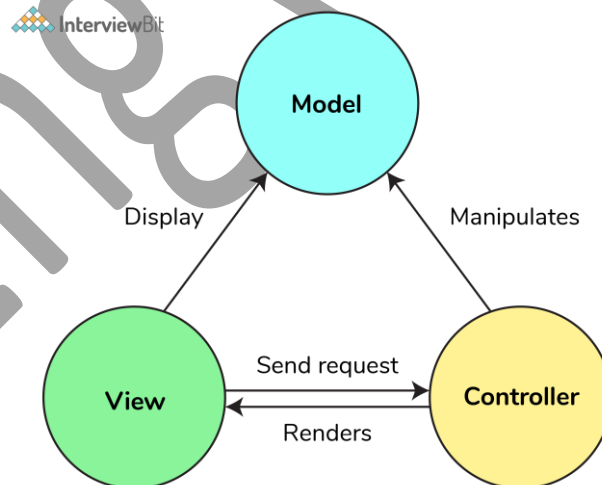 InterviewBit
Model
Display
Manipulates
Send request
View
Controller
Renders